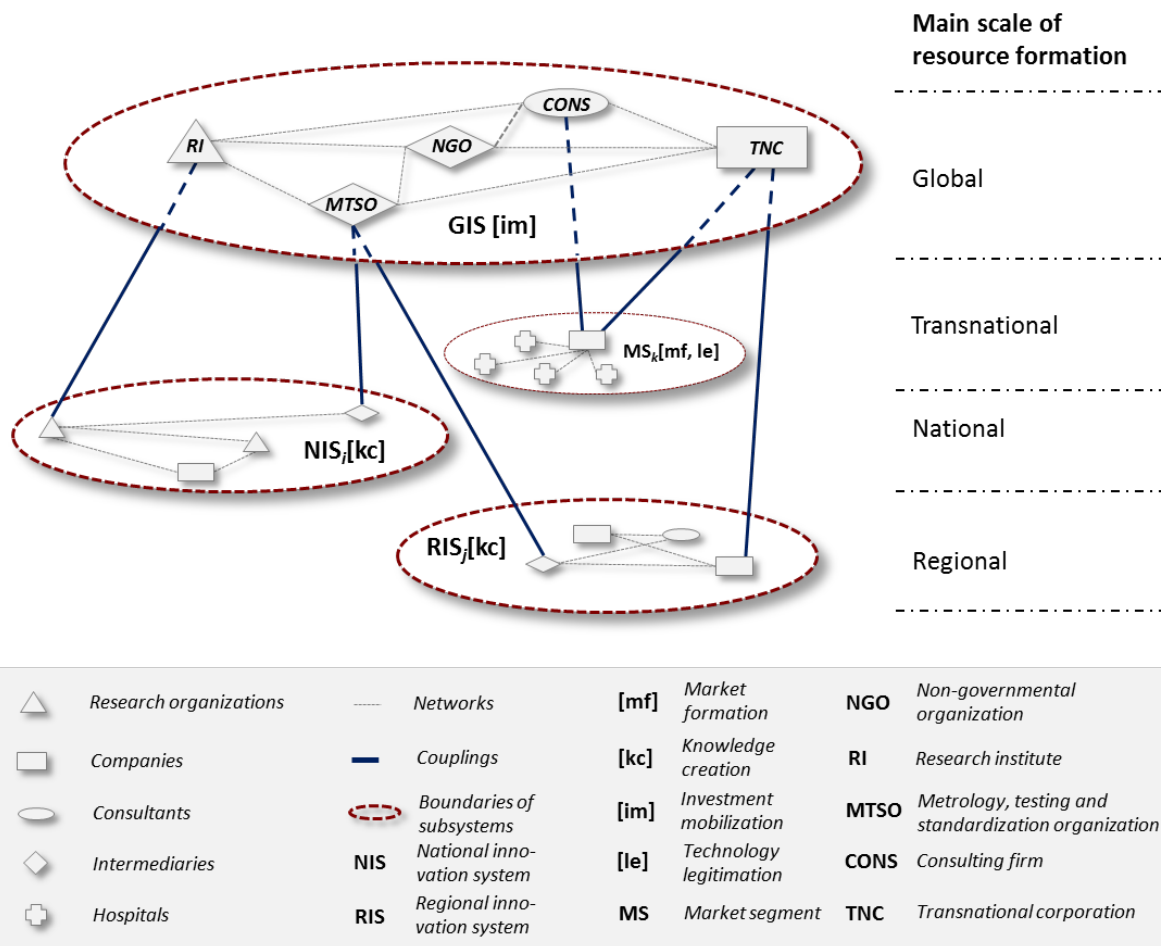 Main scale of
resource formation
CONS
RI
NGO
TNC
MTSO
GIS [im]
Global
Transnational
MSk[mf, le]
National
NISi[kc]
RISj[kc]
Regional
Research organizations
Networks
[mf]
Market
formation
NGO
Non-governmental
organization
Companies
Couplings
[kc]
Knowledge
creation
RI
Research institute
Consultants
Boundaries of
subsystems
[im]
Investment
mobilization
MTSO
Metrology, testing and
standardization organization
Intermediaries
NIS
National inno-
vation system
[le]
Technology
legitimation
CONS
Consulting firm
Hospitals
RIS
Regional inno-
vation system
MS
Market segment
TNC
Transnational corporation